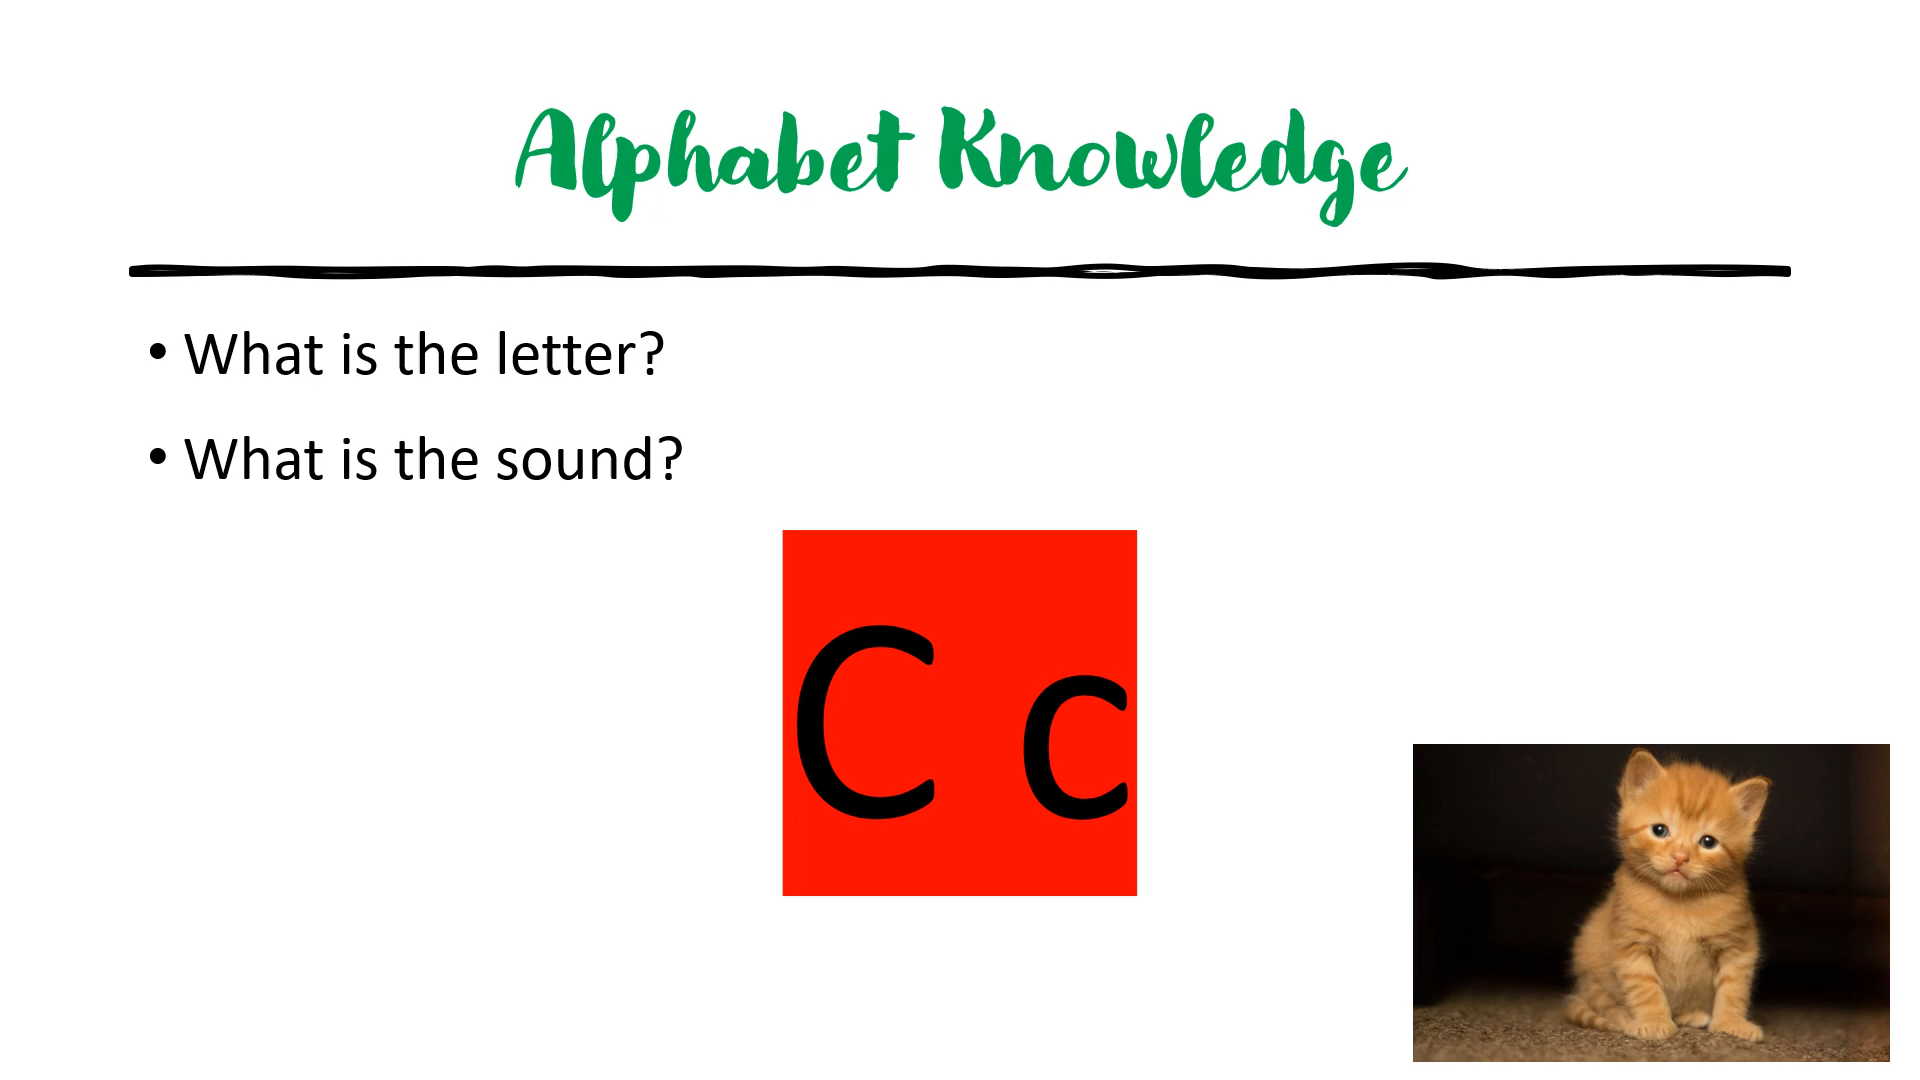 Alphabet Knowledge
• What is the letter?
• What is the sound?
C c